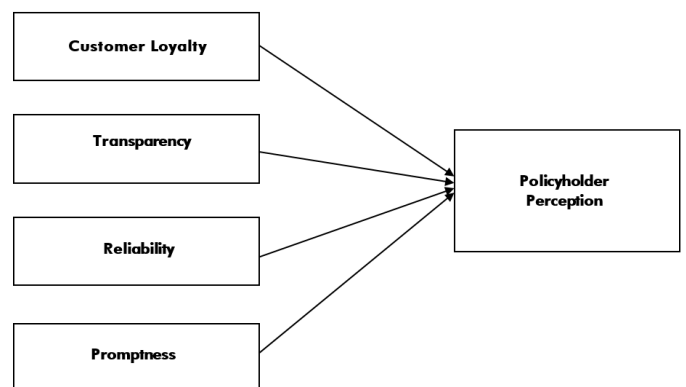 Customer Loyalty
Transparency
Reliability
Promptness
Policyholder
Perception